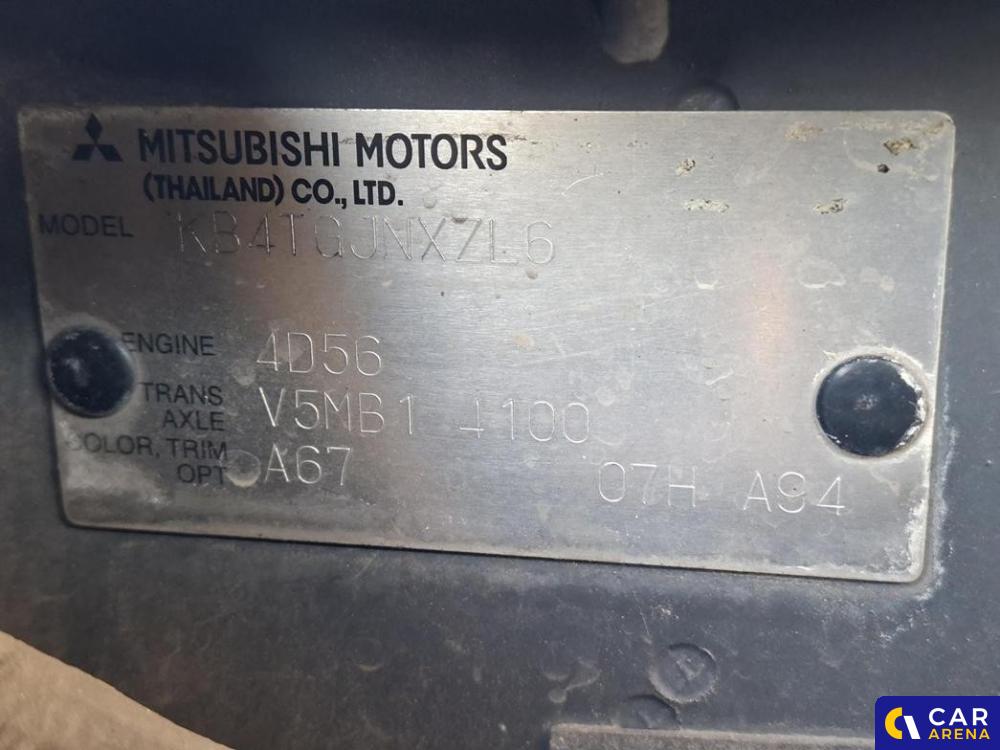 MITSUBISHI MOTORS
(THAILAND) CO., LTD.
MODEL KB4TGJNXZL6
ENGINE 4D56
TRANS AXLE V5MB1 4100
COLOR, TRIM OPT A67 07H A94
A
CAR
ARENA